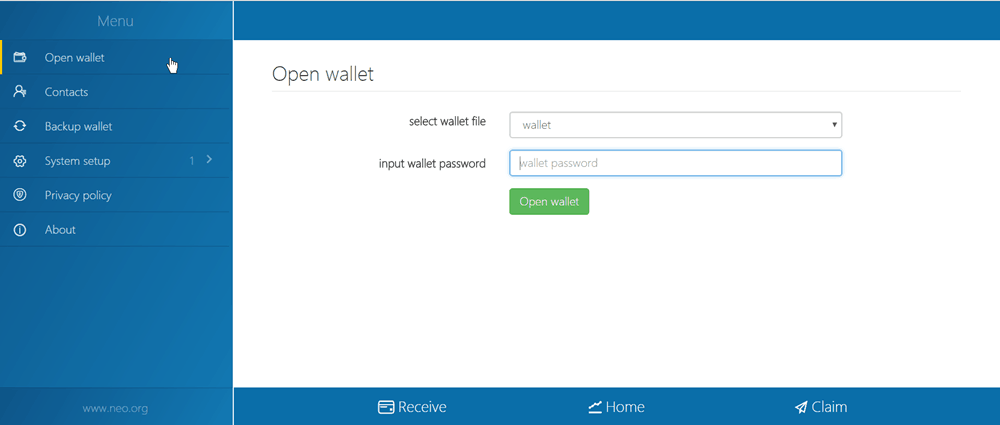 Menu
Open wallet
Contacts
Backup wallet
System setup 1
Privacy policy
About
www.neo.org
Open wallet
select wallet file
wallet
input wallet password
wallet password
Open wallet
Receive
Home
Claim